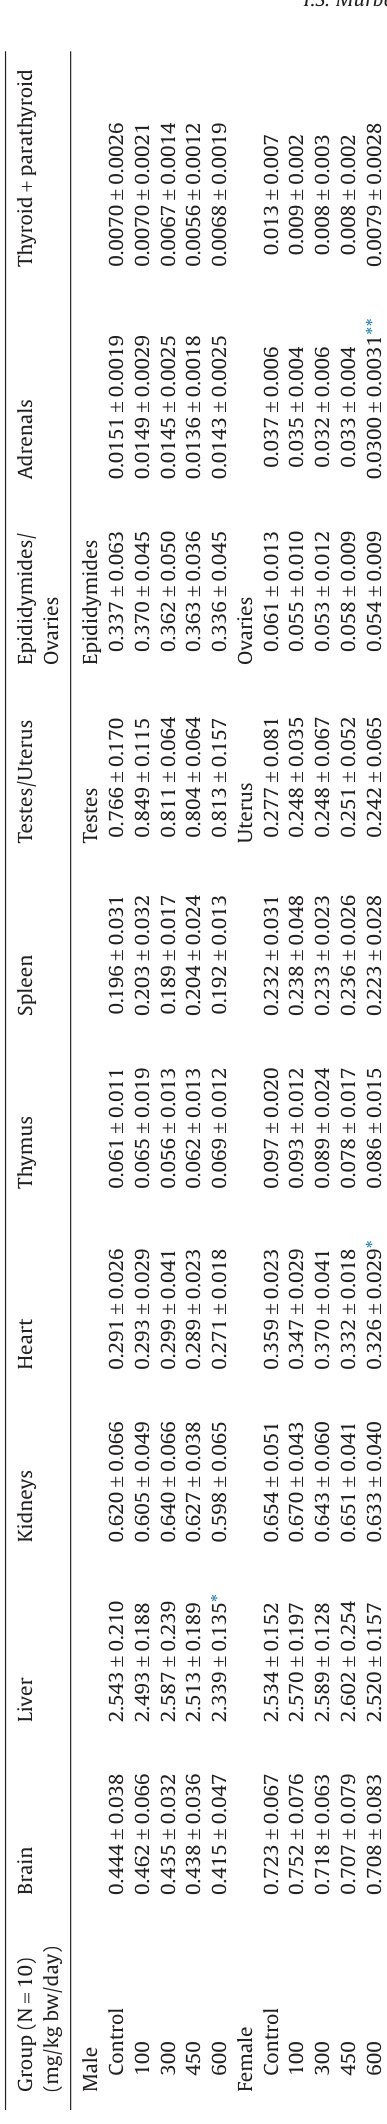 Group (N = 10) Brain Liver Kidneys Heart Thymus Spleen Testes/Uterus Epididymides/ Adrenals Thyroid + parathyroid
(mg/kg bw/day) Ovaries
Male Testes Epididymides
Control 0.444 ± 0.038 2.543 ± 0.210 0.620 ± 0.066 0.291 ± 0.026 0.061 ± 0.011 0.196 ± 0.031 0.766 ± 0.170 0.337 ± 0.063 0.0151 ± 0.0019 0.0070 ± 0.0026
100 0.462 ± 0.066 2.493 ± 0.188 0.605 ± 0.049 0.293 ± 0.029 0.065 ± 0.019 0.203 ± 0.032 0.849 ± 0.115 0.370 ± 0.045 0.0149 ± 0.0029 0.0070 ± 0.0021
300 0.435 ± 0.032 2.587 ± 0.239 0.640 ± 0.066 0.299 ± 0.041 0.056 ± 0.013 0.189 ± 0.017 0.811 ± 0.064 0.362 ± 0.050 0.0145 ± 0.0025 0.0067 ± 0.0014
450 0.438 ± 0.036 2.513 ± 0.189 0.627 ± 0.038 0.289 ± 0.023 0.062 ± 0.013 0.204 ± 0.024 0.804 ± 0.064 0.363 ± 0.036 0.0136 ± 0.0018 0.0056 ± 0.0012
600 0.415 ± 0.047 2.339 ± 0.135* 0.598 ± 0.065 0.271 ± 0.018 0.069 ± 0.012 0.192 ± 0.013 0.813 ± 0.157 0.336 ± 0.045 0.0143 ± 0.0025 0.0068 ± 0.0019
Female Uterus Ovaries
Control 0.723 ± 0.067 2.534 ± 0.152 0.654 ± 0.051 0.359 ± 0.023 0.097 ± 0.020 0.232 ± 0.031 0.277 ± 0.081 0.061 ± 0.013 0.037 ± 0.006 0.013 ± 0.007
100 0.752 ± 0.076 2.570 ± 0.197 0.670 ± 0.043 0.347 ± 0.029 0.093 ± 0.012 0.238 ± 0.048 0.248 ± 0.035 0.055 ± 0.010 0.035 ± 0.004 0.009 ± 0.002
300 0.718 ± 0.063 2.589 ± 0.128 0.643 ± 0.060 0.370 ± 0.041 0.089 ± 0.024 0.233 ± 0.023 0.248 ± 0.067 0.053 ± 0.012 0.032 ± 0.006 0.008 ± 0.003
450 0.707 ± 0.079 2.602 ± 0.254 0.651 ± 0.041 0.332 ± 0.018 0.078 ± 0.017 0.236 ± 0.026 0.251 ± 0.052 0.058 ± 0.009 0.033 ± 0.004 0.008 ± 0.002
600 0.708 ± 0.083 2.520 ± 0.157 0.633 ± 0.040 0.326 ± 0.029* 0.086 ± 0.015 0.223 ± 0.028 0.242 ± 0.065 0.054 ± 0.009 0.0300 ± 0.0031** 0.0079 ± 0.0028